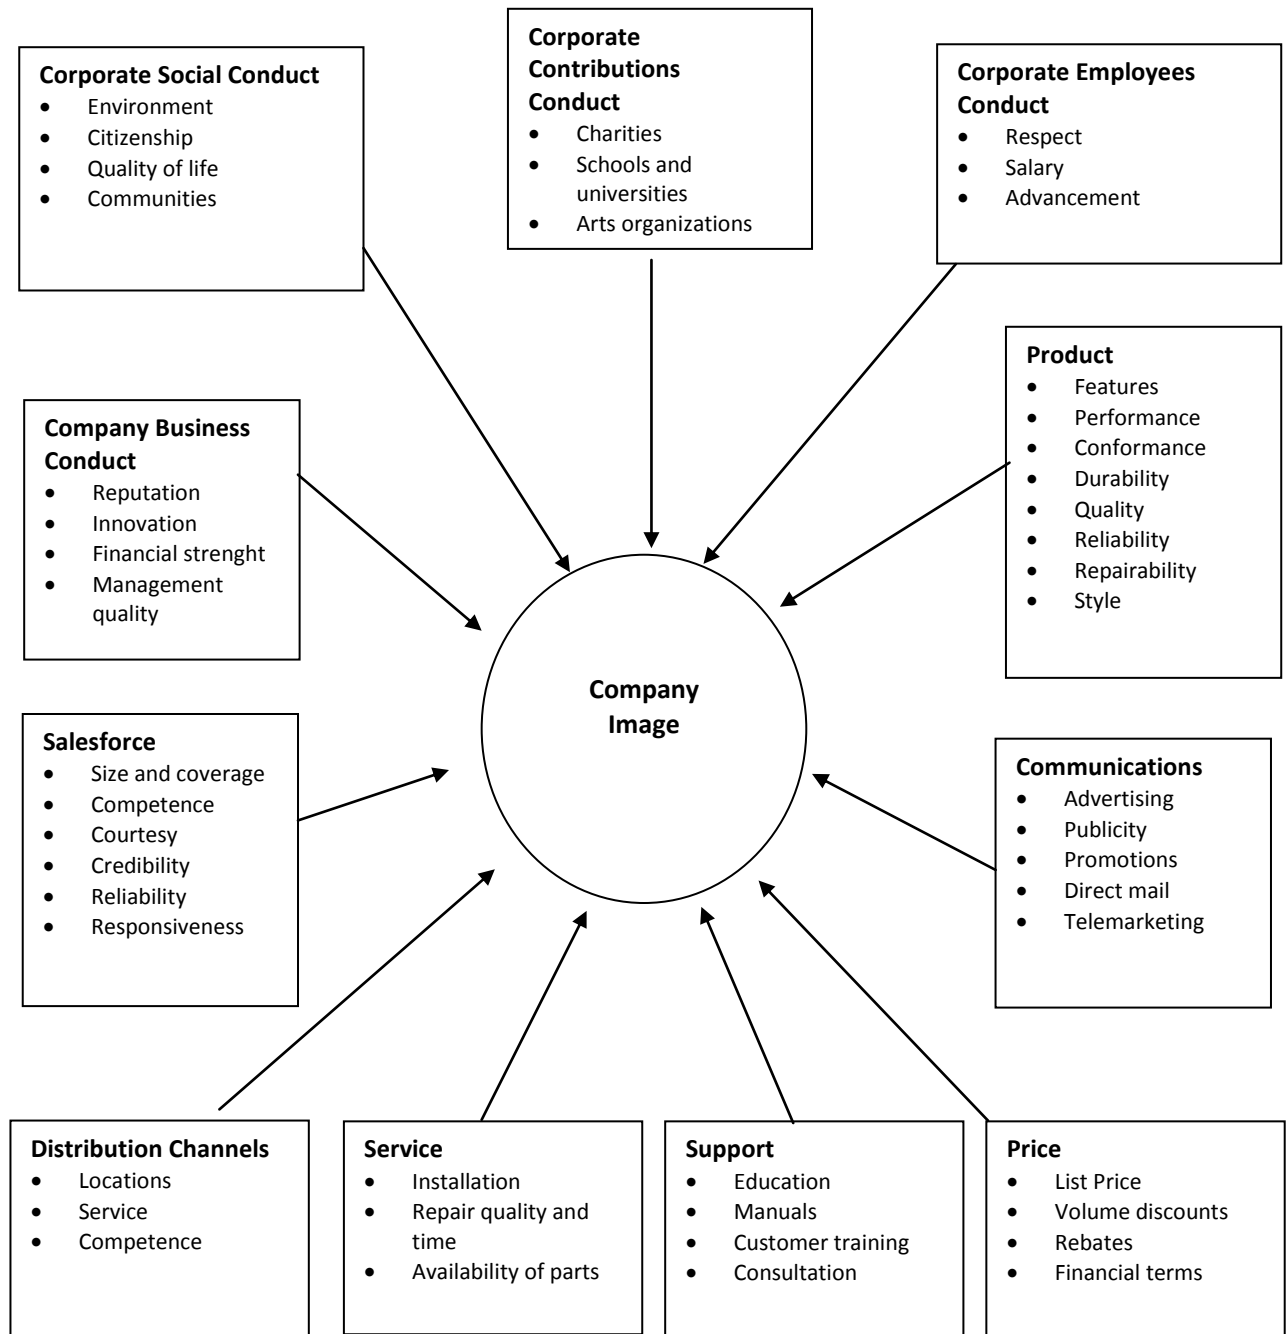 Corporate Social Conduct
• Environment
• Citizenship
• Quality of life
• Communities
Corporate
Contributions
Conduct
• Charities
• Schools and
universities
• Arts organizations
Corporate Employees
Conduct
• Respect
• Salary
• Advancement
Company Business
Conduct
• Reputation
• Innovation
• Financial strenght
• Management
quality
Product
• Features
• Performance
• Conformance
• Durability
• Quality
• Reliability
• Repairability
• Style
Company
Image
Salesforce
• Size and coverage
• Competence
• Courtesy
• Credibility
• Reliability
• Responsiveness
Communications
• Advertising
• Publicity
• Promotions
• Direct mail
• Telemarketing
Distribution Channels
• Locations
• Service
• Competence
Service
• Installation
• Repair quality and
time
• Availability of parts
Support
• Education
• Manuals
• Customer training
• Consultation
Price
• List Price
• Volume discounts
• Rebates
• Financial terms